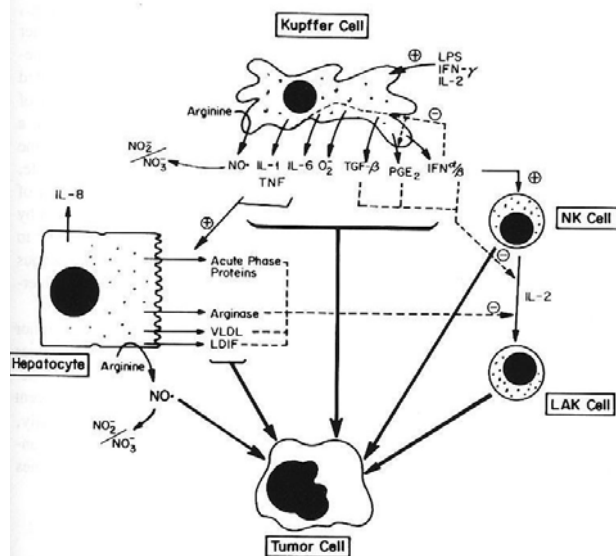 Kupffer Cell
⊕ LPS
IFN-γ
IL-2
Arginine
⊖
NO₂⁻/NO₃⁻
NO• IL-1 IL-6 O₂⁻ TGF-β PGE₂ IFNα/β
TNF
⊕
IL-8
⊕
NK Cell
Acute Phase
Proteins
⊖
IL-2
Arginase
⊖
VLDL
LDIF
Hepatocyte
Arginine
LAK Cell
NO•
NO₂⁻/NO₃⁻
Tumor Cell